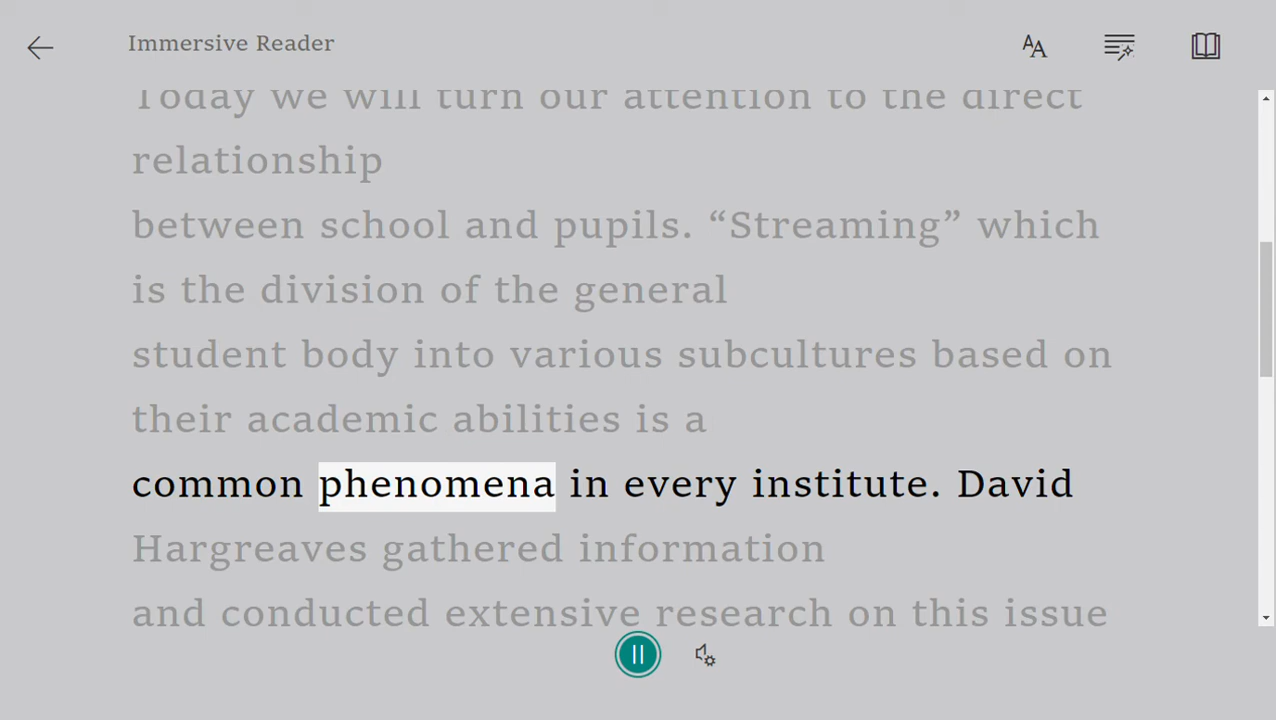 Immersive Reader
Today we will turn our attention to the direct
relationship
between school and pupils. “Streaming” which
is the division of the general
student body into various subcultures based on
their academic abilities is a
common phenomena in every institute. David
Hargreaves gathered information
and conducted extensive research on this issue